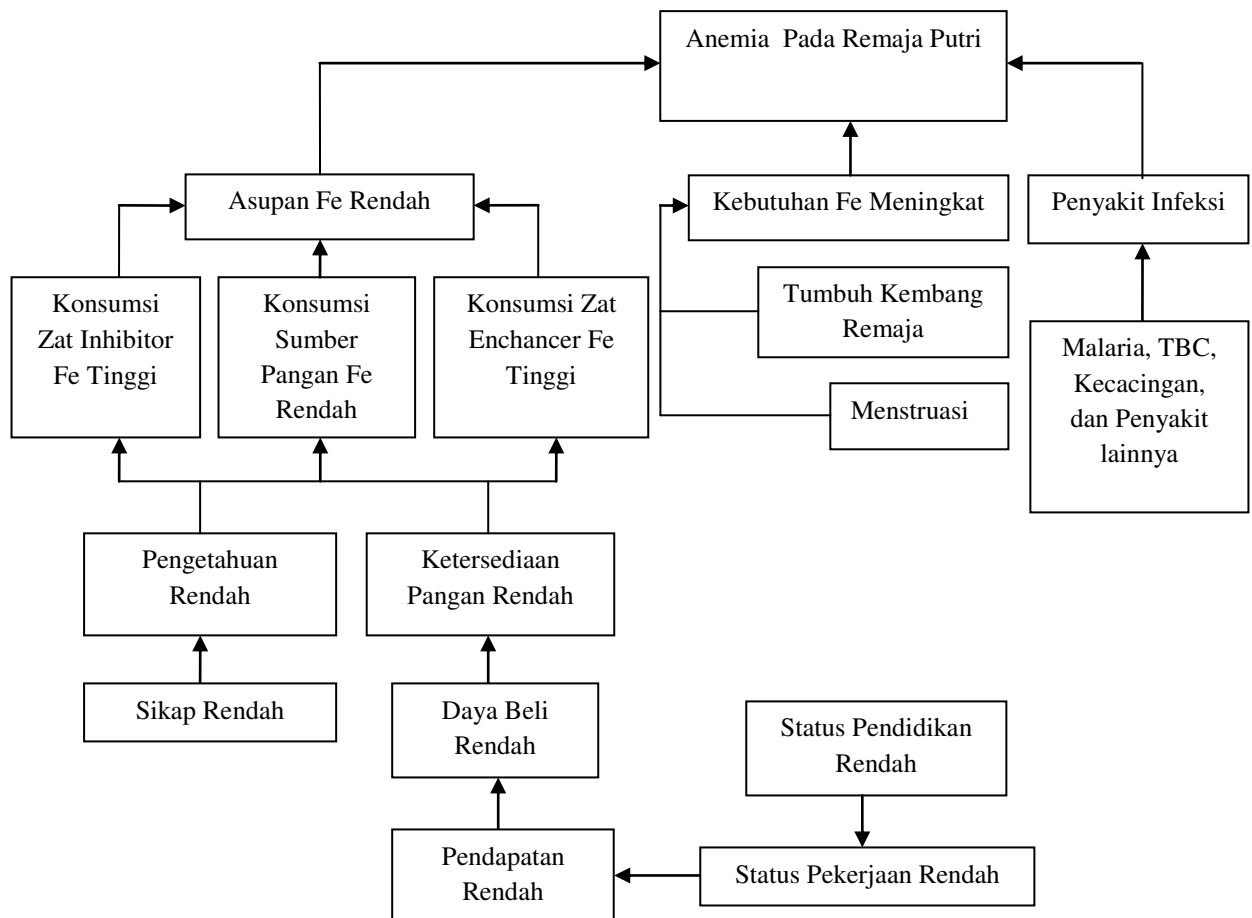 Anemia Pada Remaja Putri
Asupan Fe Rendah
Kebutuhan Fe Meningkat
Penyakit Infeksi
Konsumsi
Zat Inhibitor
Fe Tinggi
Konsumsi
Sumber
Pangan Fe
Rendah
Konsumsi Zat
Enchancer Fe
Tinggi
Tumbuh Kembang
Remaja
Menstruasi
Malaria, TBC,
Kecacingan,
dan Penyakit
lainnya
Pengetahuan
Rendah
Ketersediaan
Pangan Rendah
Sikap Rendah
Daya Beli
Rendah
Status Pendidikan
Rendah
Pendapatan
Rendah
Status Pekerjaan Rendah